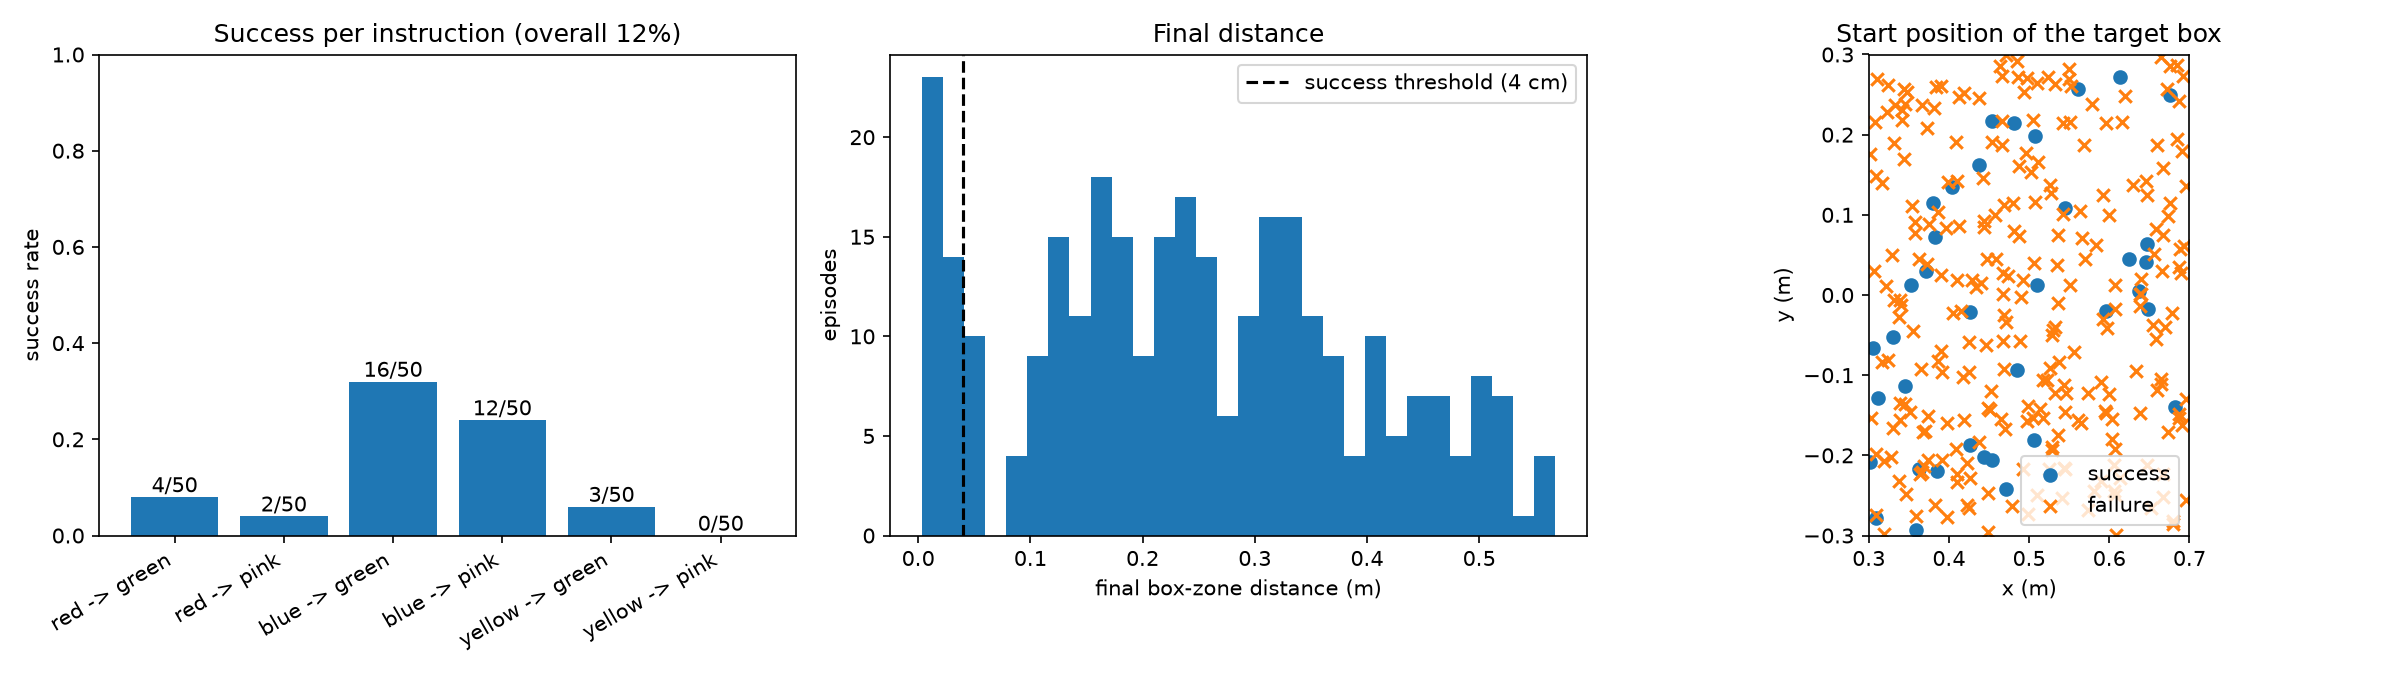 Success per instruction (overall 12%)
success rate
1.0
0.8
0.6
0.4
0.2
0.0
4/50
2/50
16/50
12/50
3/50
0/50
red -> green
red -> pink
blue -> green
blue -> pink
yellow -> green
yellow -> pink
Final distance
success threshold (4 cm)
episodes
20
15
10
5
0
0.0
0.1
0.2
0.3
0.4
0.5
final box-zone distance (m)
Start position of the target box
y (m)
0.3
0.2
0.1
0.0
−0.1
−0.2
−0.3
success
failure
0.3
0.4
0.5
0.6
0.7
x (m)